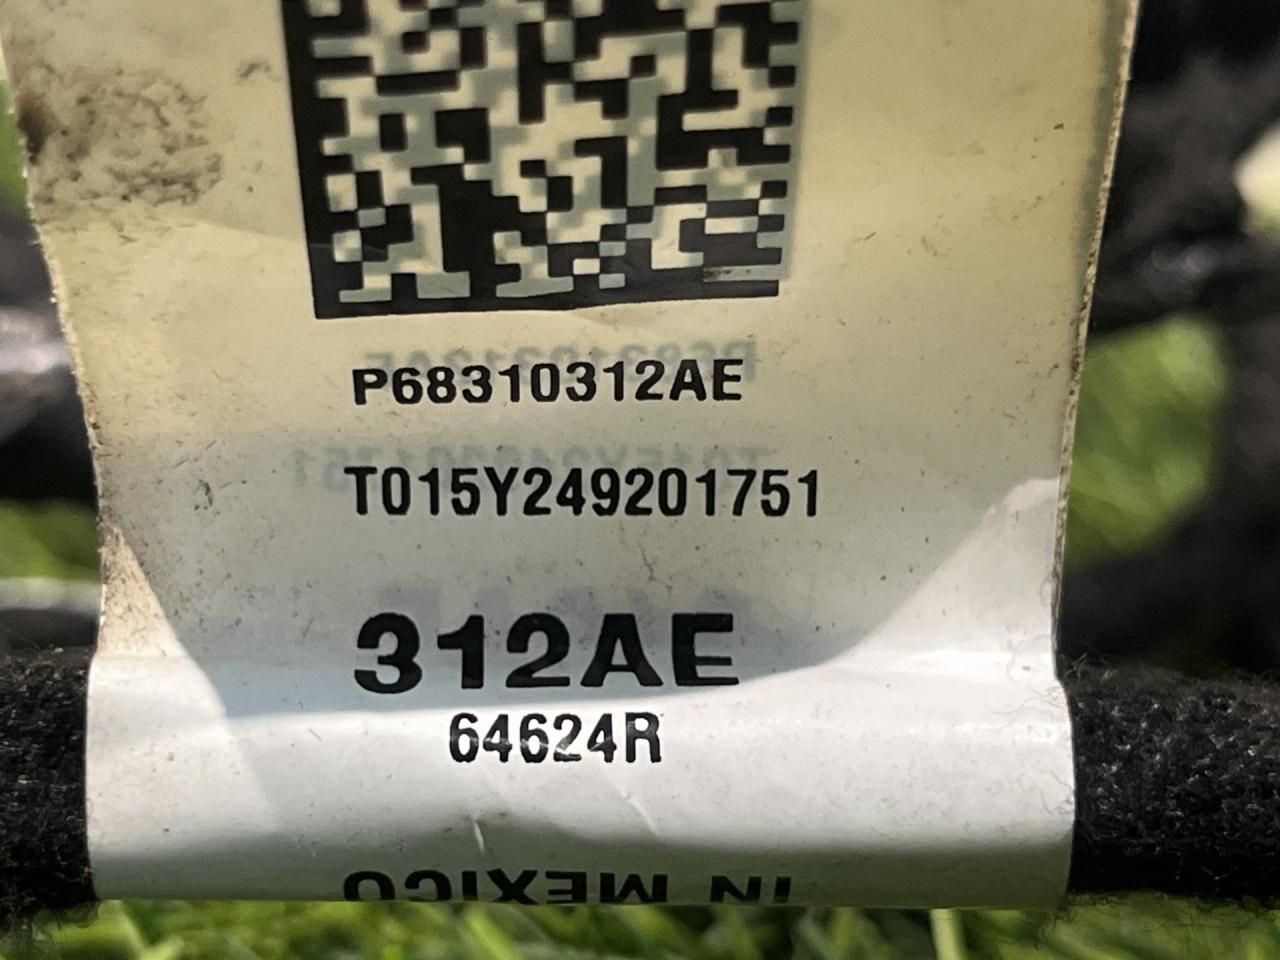 P68310312AE
T015Y249201751
312AE
64624R
IN MEXICO